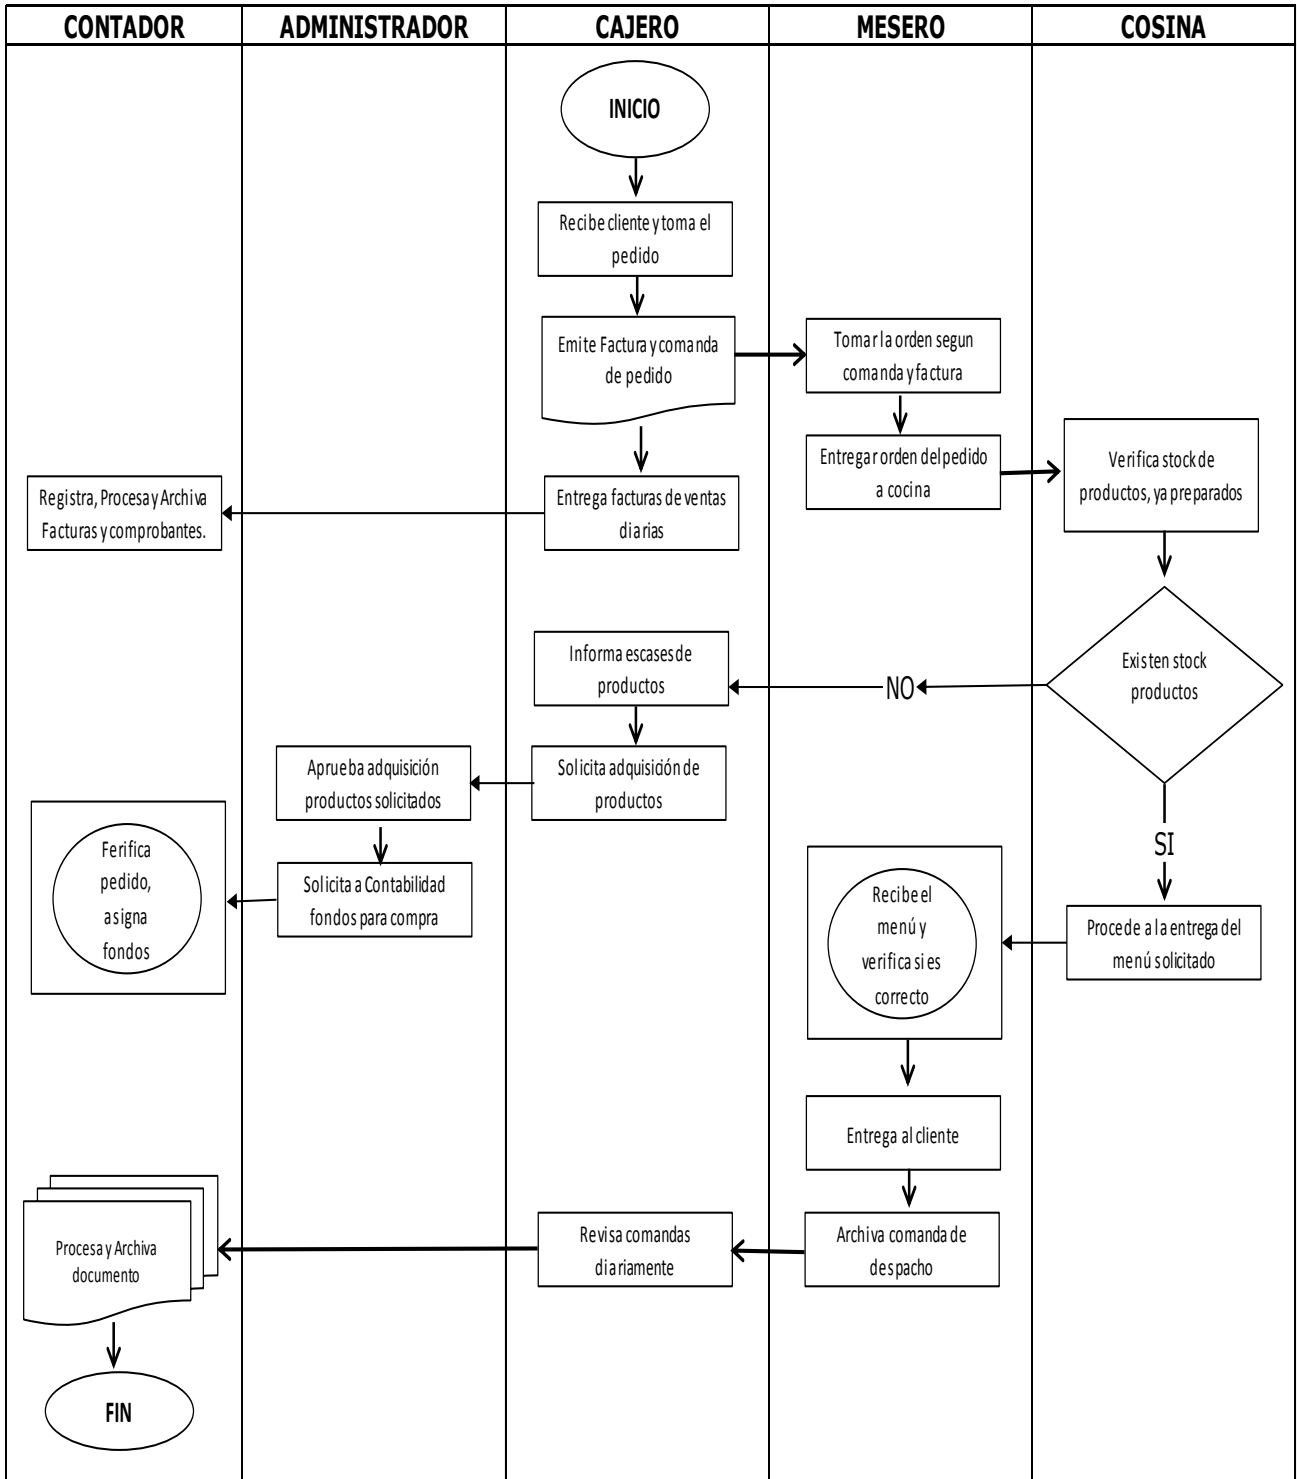 CONTADOR
ADMINISTRADOR
CAJERO
MESERO
COSINA
INICIO
Recibe cliente y toma el
pedido
Emite Factura y comanda
de pedido
Tomar la orden segun
comanda y factura
Entregar orden del pedido
a cocina
Verifica stock de
productos, ya preparados
Registra, Procesa y Archiva
Facturas y comprobantes.
Entrega facturas de ventas
diarias
Existen stock
productos
NO
Informa escases de
productos
Solicita adquisición de
productos
Aprueba adquisición
productos solicitados
Solicita a Contabilidad
fondos para compra
Ferifica
pedido,
asigna
fondos
SI
Procede a la entrega del
menú solicitado
Recibe el
menú y
verifica si es
correcto
Entrega al cliente
Archiva comanda de
despacho
Revisa comandas
diariamente
Procesa y Archiva
documento
FIN